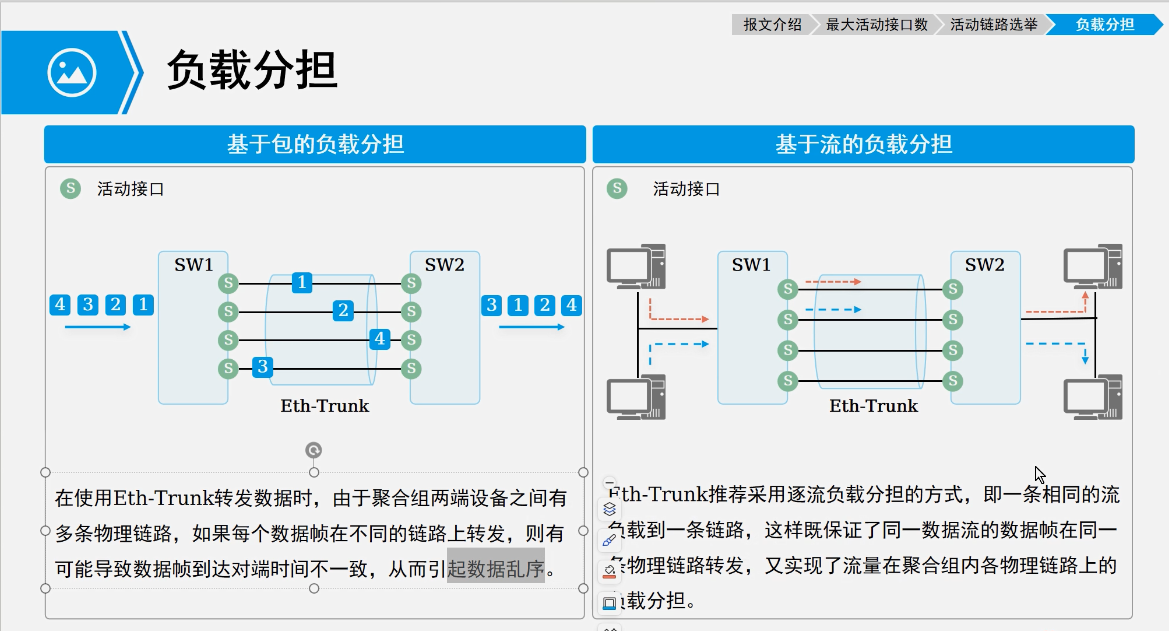 报文介绍 最大活动接口数 活动链路选举 负载分担
负载分担
基于包的负载分担
S 活动接口
SW1 SW2
S 1 S
4 3 2 1 S 2 S 3 1 2 4
S 4 S
S 3 S
Eth-Trunk
在使用Eth-Trunk转发数据时，由于聚合组两端设备之间有
多条物理链路，如果每个数据帧在不同的链路上转发，则有
可能导致数据帧到达对端时间不一致，从而引起数据乱序。
基于流的负载分担
S 活动接口
SW1 SW2
S S
S S
S S
S S
Eth-Trunk
Eth-Trunk推荐采用逐流负载分担的方式，即一条相同的流
负载到一条链路，这样既保证了同一数据流的数据帧在同一
条物理链路转发，又实现了流量在聚合组内各物理链路上的
负载分担。